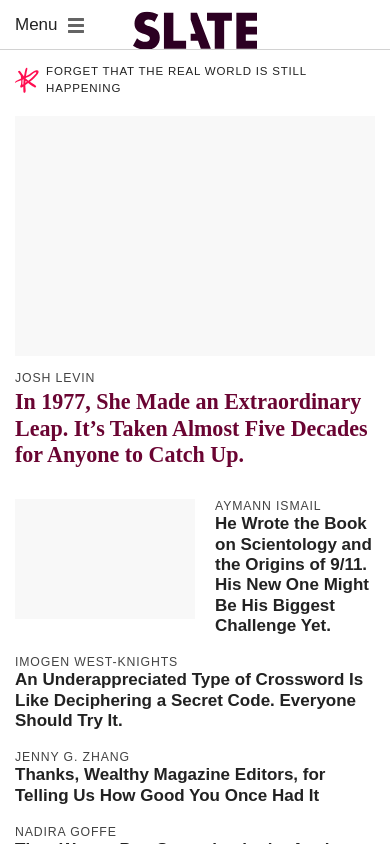 Menu
SLATE
FORGET THAT THE REAL WORLD IS STILL
HAPPENING
JOSH LEVIN
In 1977, She Made an Extraordinary
Leap. It’s Taken Almost Five Decades
for Anyone to Catch Up.
AYMANN ISMAIL
He Wrote the Book
on Scientology and
the Origins of 9/11.
His New One Might
Be His Biggest
Challenge Yet.
IMOGEN WEST-KNIGHTS
An Underappreciated Type of Crossword Is
Like Deciphering a Secret Code. Everyone
Should Try It.
JENNY G. ZHANG
Thanks, Wealthy Magazine Editors, for
Telling Us How Good You Once Had It
NADIRA GOFFE